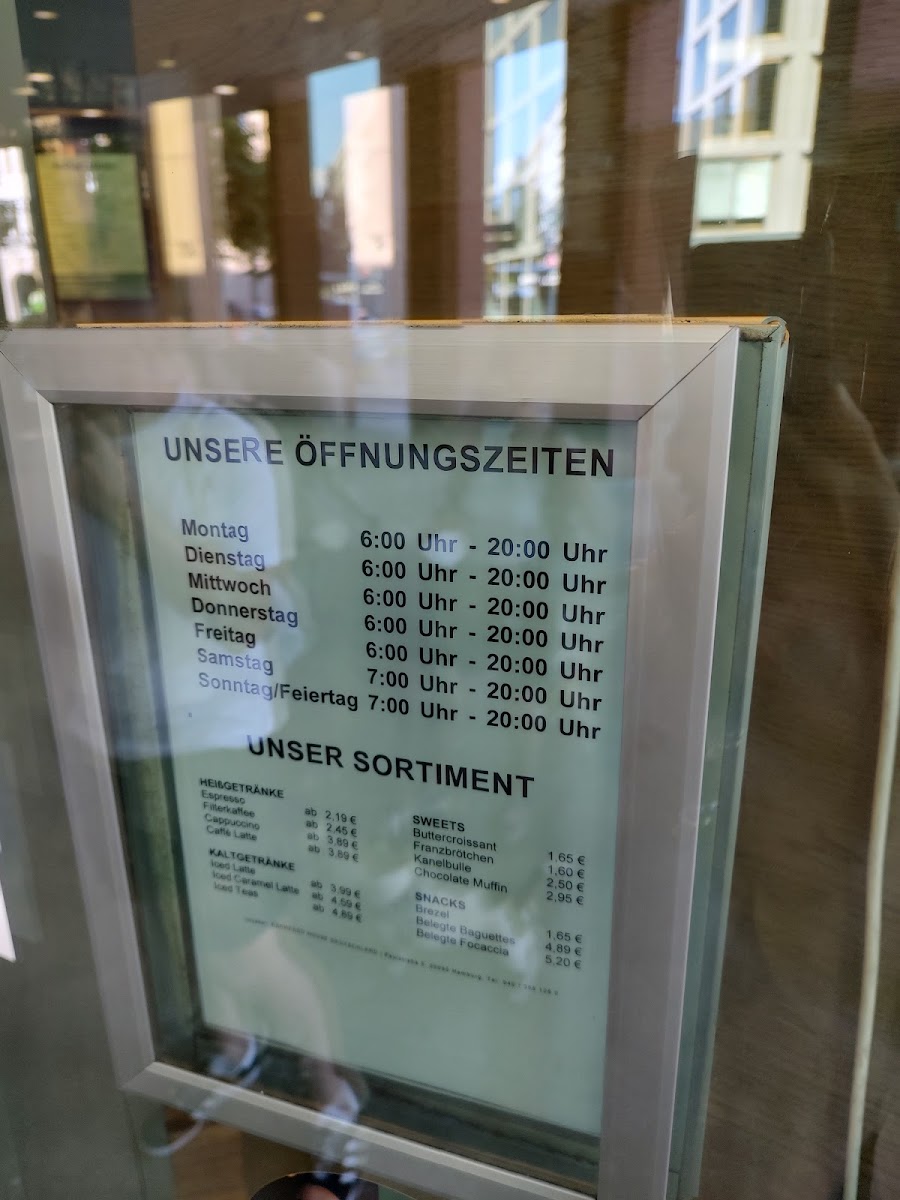 UNSERE ÖFFNUNGSZEITEN
Montag 6:00 Uhr - 20:00 Uhr
Dienstag 6:00 Uhr - 20:00 Uhr
Mittwoch 6:00 Uhr - 20:00 Uhr
Donnerstag 6:00 Uhr - 20:00 Uhr
Freitag 6:00 Uhr - 20:00 Uhr
Samstag 7:00 Uhr - 20:00 Uhr
Sonntag/Feiertag 7:00 Uhr - 20:00 Uhr
UNSER SORTIMENT
HEIßGETRÄNKE
Espresso ab 2,19 €
Filterkaffee ab 2,45 €
Cappuccino ab 3,89 €
Caffè Latte ab 3,89 €
KALTGETRÄNKE
Iced Latte ab 3,99 €
Iced Caramel Latte ab 4,59 €
Iced Teas ab 4,89 €
SWEETS
Buttercroissant 1,65 €
Franzbrötchen 1,60 €
Kanelbulle 2,50 €
Chocolate Muffin 2,95 €
SNACKS
Brezel 1,65 €
Belegte Baguettes 4,89 €
Belegte Focaccia 5,20 €
ESPRESSO HOUSE DEUTSCHLAND Hamburg, Tel.